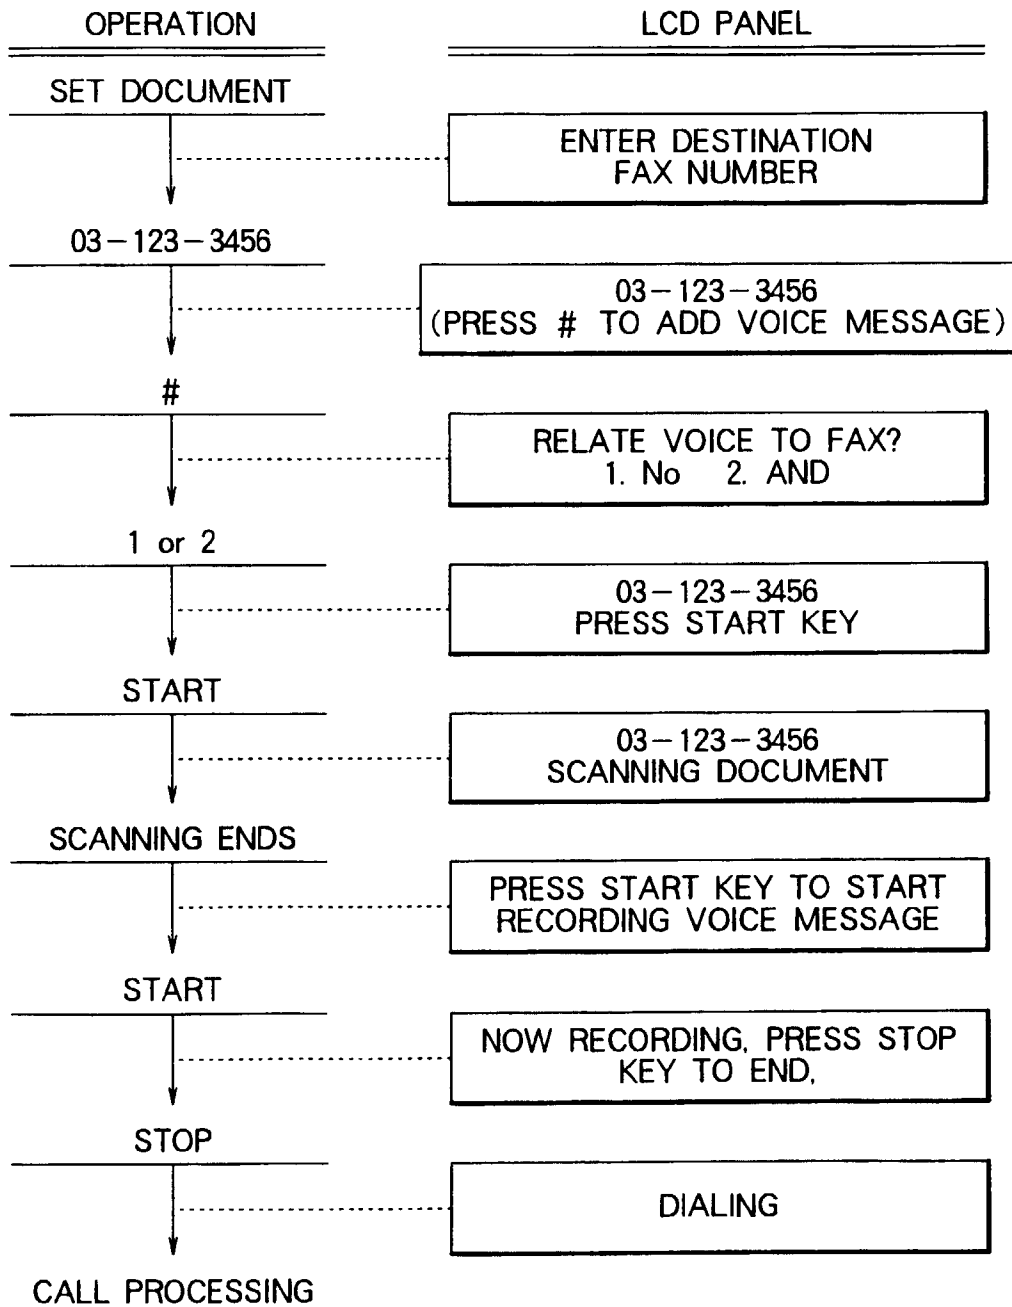 OPERATION
LCD PANEL
SET DOCUMENT
ENTER DESTINATION
FAX NUMBER
03-123-3456
03-123-3456
(PRESS # TO ADD VOICE MESSAGE)
#
RELATE VOICE TO FAX?
1. No 2. AND
1 or 2
03-123-3456
PRESS START KEY
START
03-123-3456
SCANNING DOCUMENT
SCANNING ENDS
PRESS START KEY TO START
RECORDING VOICE MESSAGE
START
NOW RECORDING, PRESS STOP
KEY TO END,
STOP
DIALING
CALL PROCESSING